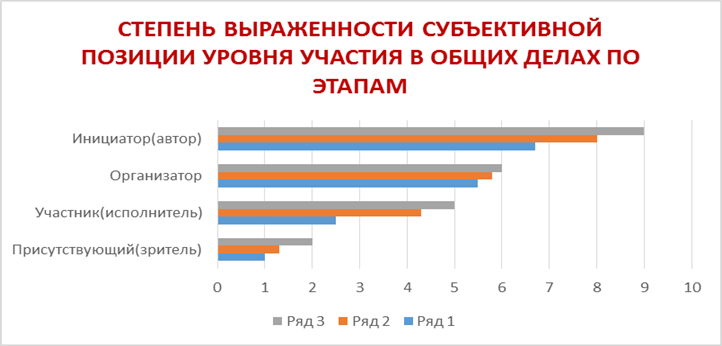 СТЕПЕНЬ ВЫРАЖЕННОСТИ СУБЪЕКТИВНОЙ
ПОЗИЦИИ УРОВНЯ УЧАСТИЯ В ОБЩИХ ДЕЛАХ ПО
ЭТАПАМ
Инициатор(автор)
Организатор
Участник(исполнитель)
Присутствующий(зритель)
0 1 2 3 4 5 6 7 8 9 10
Ряд 3 Ряд 2 Ряд 1